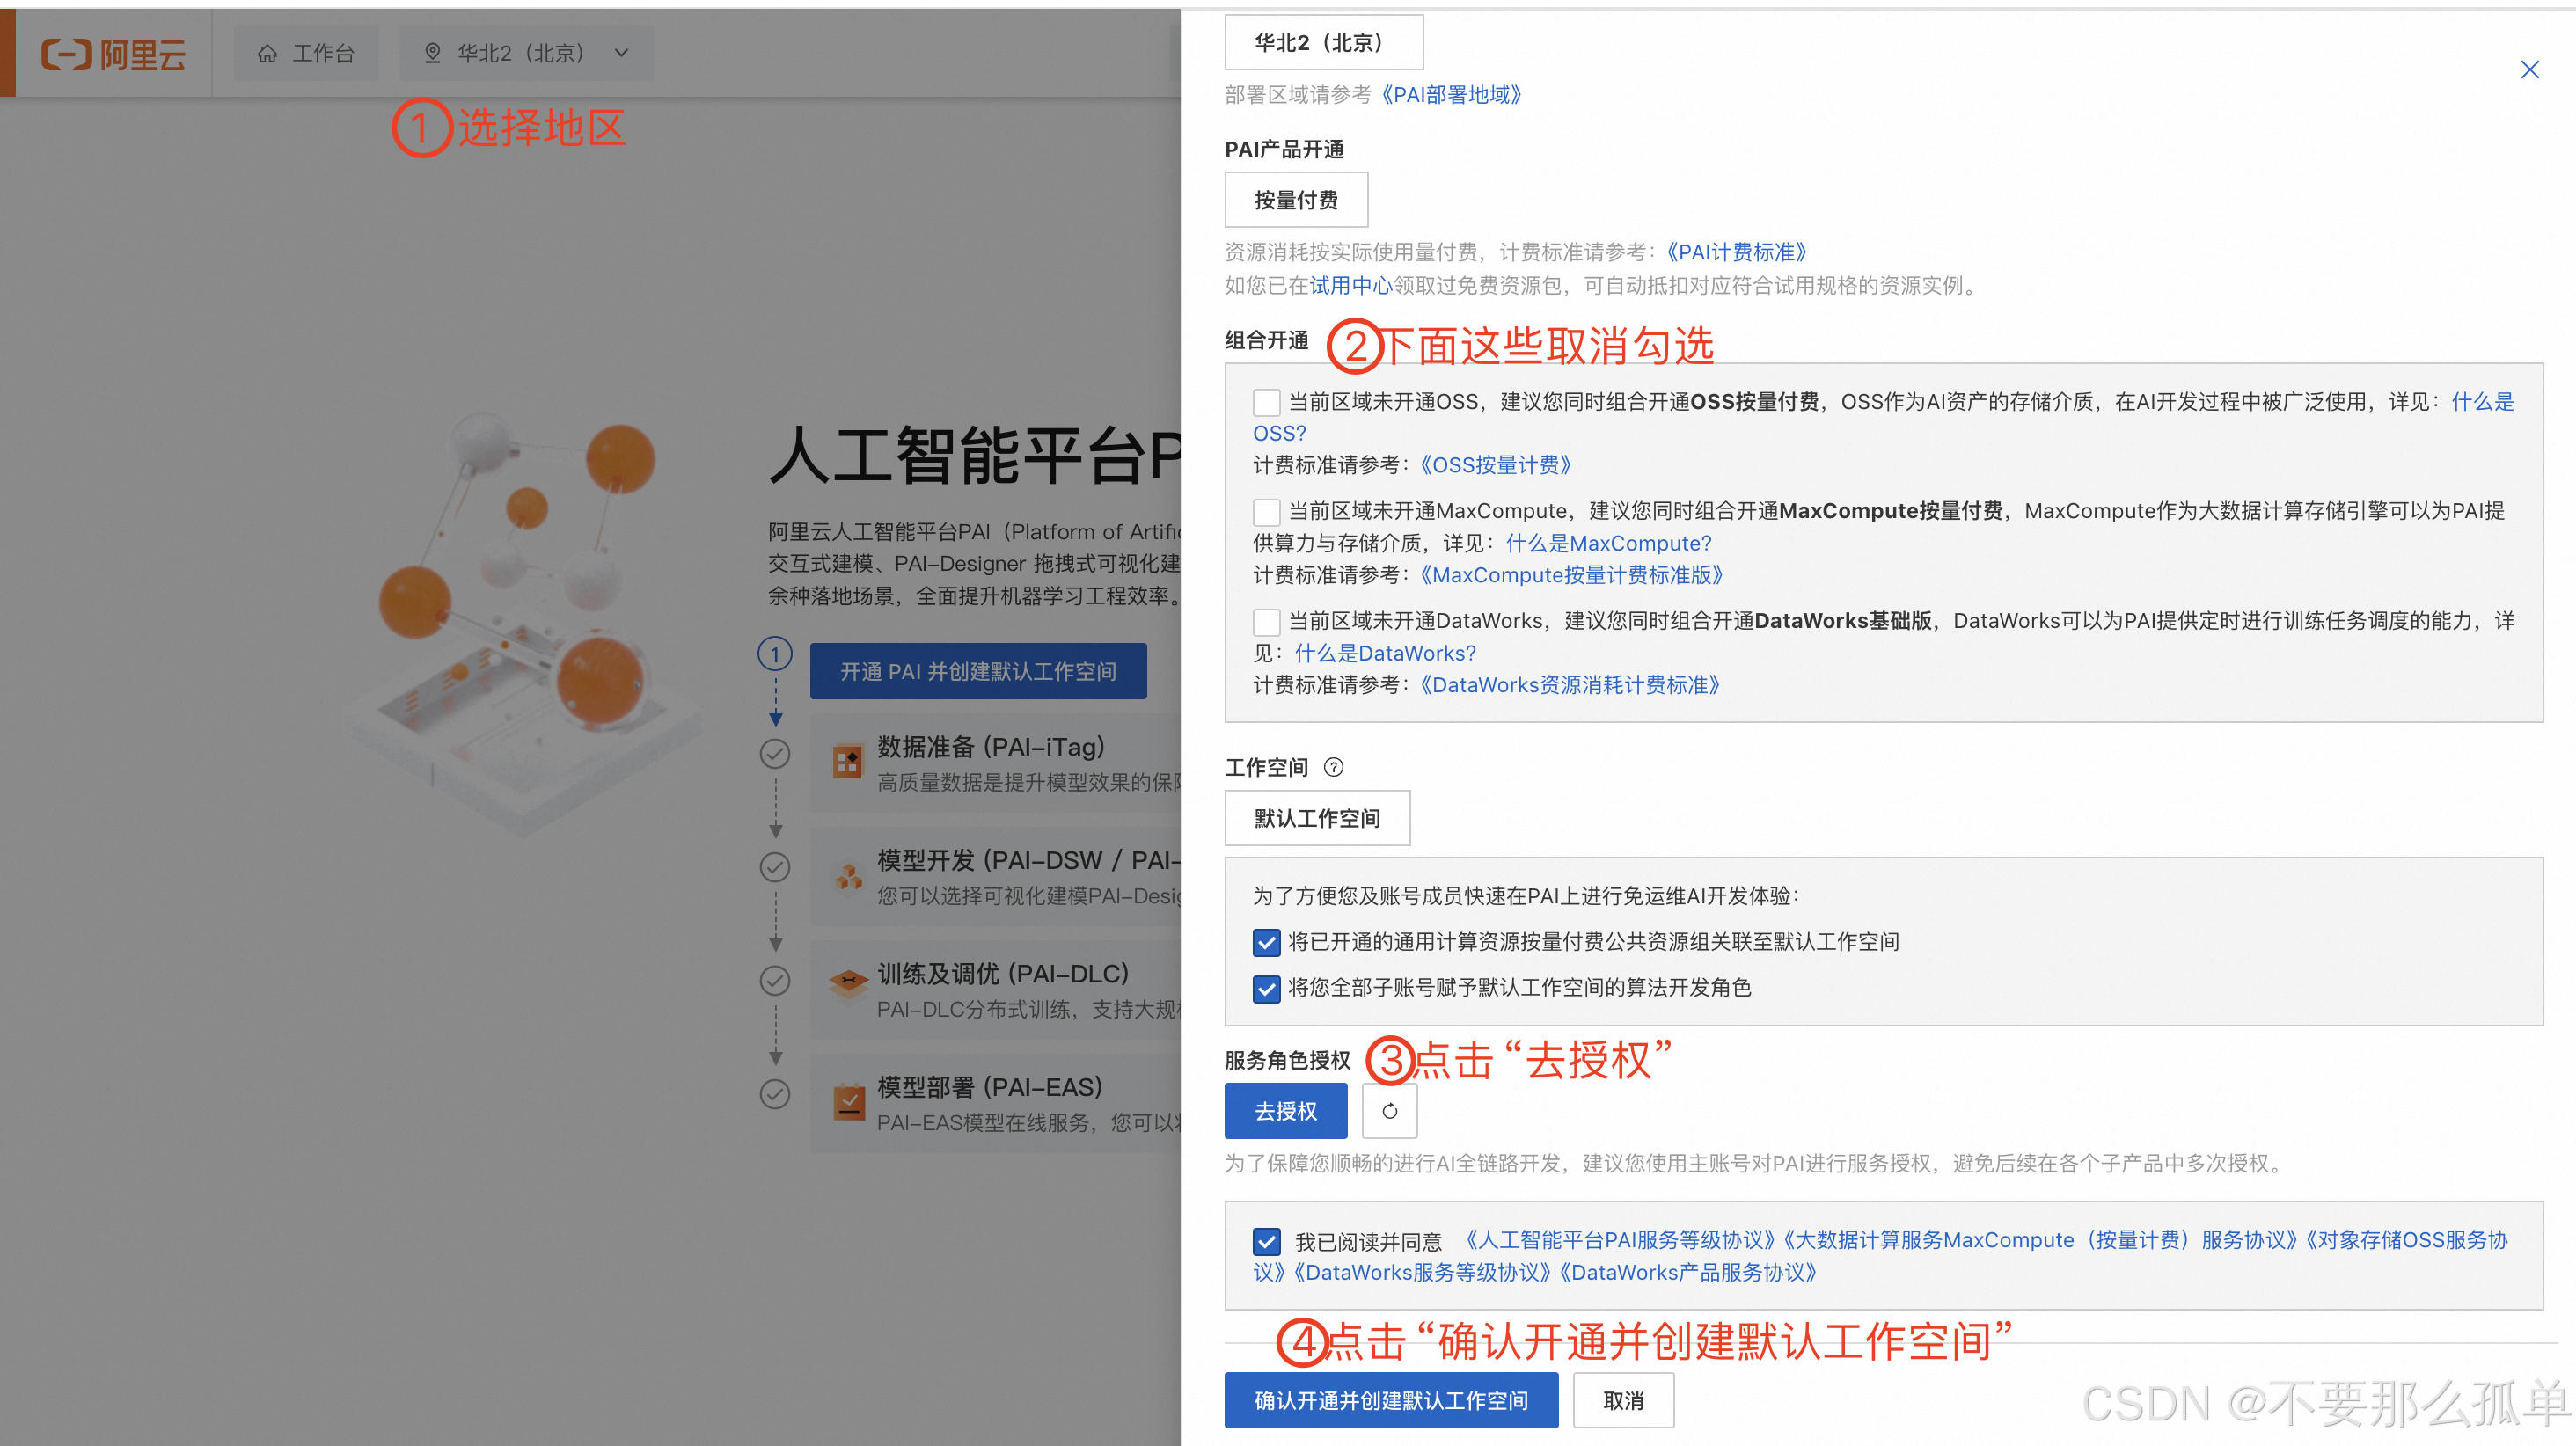 阿里云
工作台
华北2（北京）
①选择地区
人工智能平台P
阿里云人工智能平台PAI（Platform of Artific
交互式建模、PAI-Designer 拖拽式可视化建
余种落地场景，全面提升机器学习工程效率。
1
开通 PAI 并创建默认工作空间
数据准备 (PAI-iTag)
高质量数据是提升模型效果的保障
模型开发 (PAI-DSW / PAI-
您可以选择可视化建模PAI-Desig
训练及调优 (PAI-DLC)
PAI-DLC分布式训练，支持大规模
模型部署 (PAI-EAS)
PAI-EAS模型在线服务，您可以将
华北2（北京）
部署区域请参考《PAI部署地域》
PAI产品开通
按量付费
资源消耗按实际使用量付费，计费标准请参考：《PAI计费标准》
如您已在试用中心领取过免费资源包，可自动抵扣对应符合试用规格的资源实例。
组合开通
②下面这些取消勾选
当前区域未开通OSS，建议您同时组合开通OSS按量付费，OSS作为AI资产的存储介质，在AI开发过程中被广泛使用，详见：什么是
OSS?
计费标准请参考：《OSS按量计费》
当前区域未开通MaxCompute，建议您同时组合开通MaxCompute按量付费，MaxCompute作为大数据计算存储引擎可以为PAI提
供算力与存储介质，详见：什么是MaxCompute?
计费标准请参考：《MaxCompute按量计费标准版》
当前区域未开通DataWorks，建议您同时组合开通DataWorks基础版，DataWorks可以为PAI提供定时进行训练任务调度的能力，详
见：什么是DataWorks?
计费标准请参考：《DataWorks资源消耗计费标准》
工作空间 ?
默认工作空间
为了方便您及账号成员快速在PAI上进行免运维AI开发体验：
将已开通的通用计算资源按量付费公共资源组关联至默认工作空间
将您全部子账号赋予默认工作空间的算法开发角色
服务角色授权
③点击“去授权”
去授权
为了保障您顺畅的进行AI全链路开发，建议您使用主账号对PAI进行服务授权，避免后续在各个子产品中多次授权。
我已阅读并同意 《人工智能平台PAI服务等级协议》《大数据计算服务MaxCompute（按量计费）服务协议》《对象存储OSS服务协
议》《DataWorks服务等级协议》《DataWorks产品服务协议》
④点击“确认开通并创建默认工作空间”
确认开通并创建默认工作空间
取消
CSDN @不要那么孤单